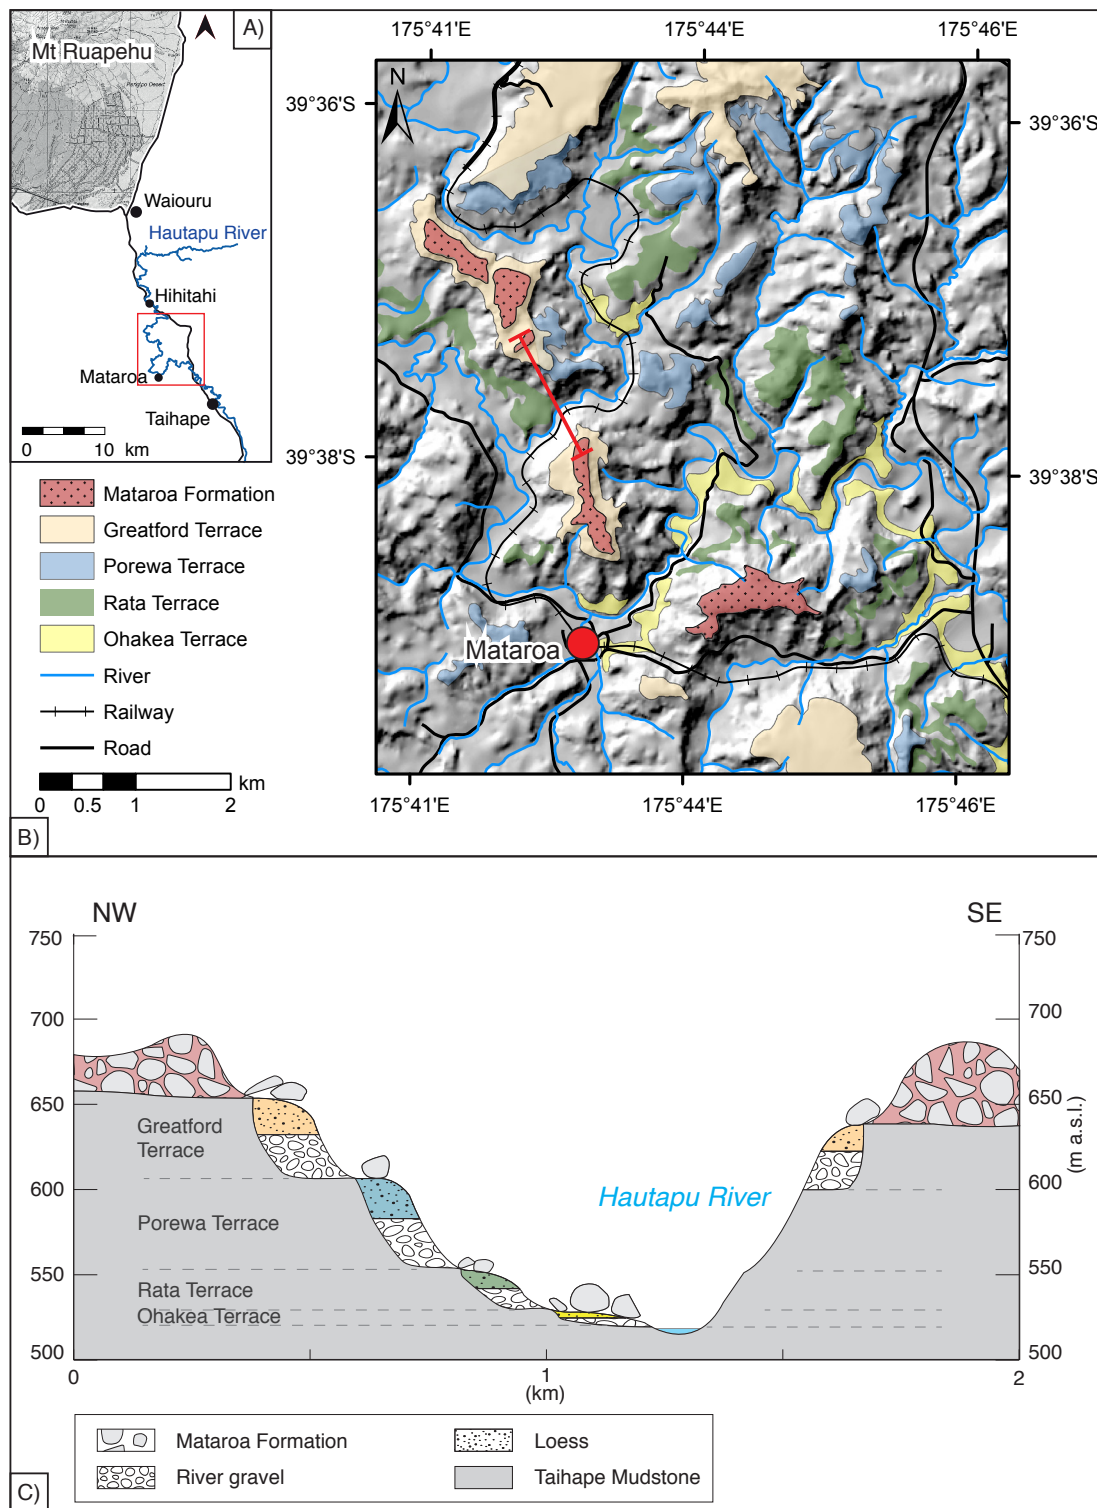 A)
Mt Ruapehu
Waiouru
Hautapu River
Hihitahi
Mataroa
Taihape
0 10 km
Mataroa Formation
Greatford Terrace
Porewa Terrace
Rata Terrace
Ohakea Terrace
River
Railway
Road
km
0 0.5 1 2
B)
175°41'E 175°44'E 175°46'E
N
39°36'S 39°36'S
39°38'S 39°38'S
Mataroa
175°41'E 175°44'E 175°46'E
NW SE
750 750
700 700
650 650
600 600
550 550
500 500
(m a.s.l.)
Greatford
Terrace
Porewa Terrace
Rata Terrace
Ohakea Terrace
Hautapu River
0 1 2
(km)
Mataroa Formation
River gravel
Loess
Taihape Mudstone
C)